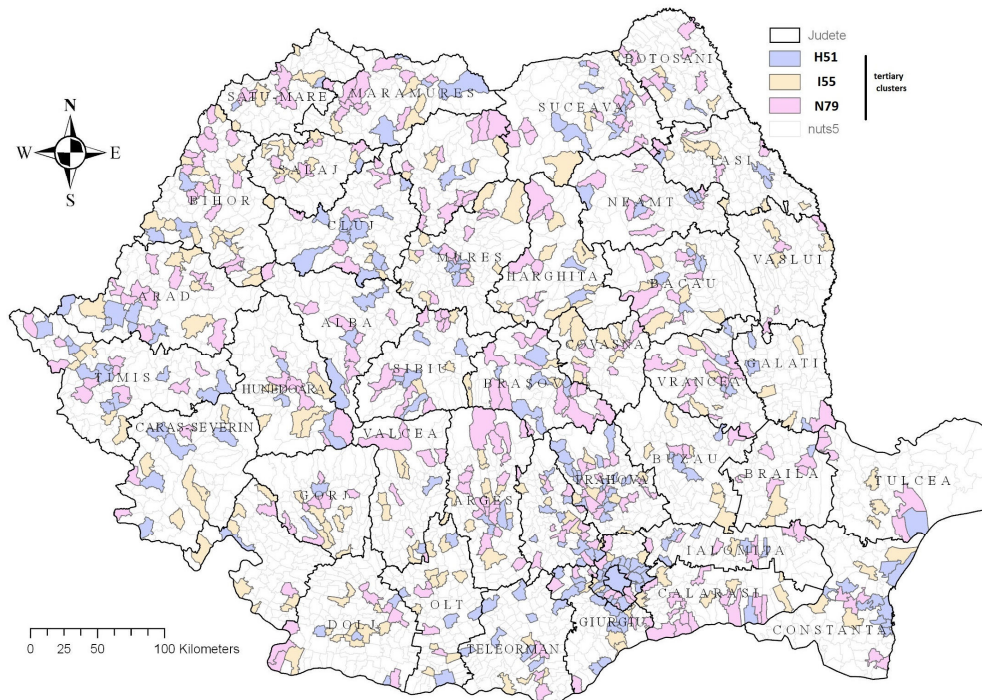 Judete
H51
I55
N79
nuts5
tertiary
clusters
N
W E
S
BOTOSANI
SATU-MARE
MARAMURES
SUCEAVA
IASI
SALAJ
BIHOR
NEAMT
CLUJ
MURES
HARGHITA
BACAU
VASLUI
ARAD
ALBA
COVASNA
GALATI
TIMIS
HUNEDOARA
SIBIU
BRASOV
VRANCEA
CARAS-SEVERIN
VALCEA
BUZAU
BRAILA
TULCEA
GORJ
ARGES
PRAHOVA
IALOMITA
CALARASI
OLT
DOLJ
GIURGIU
CONSTANTA
TELEORMAN
0 25 50 100 Kilometers